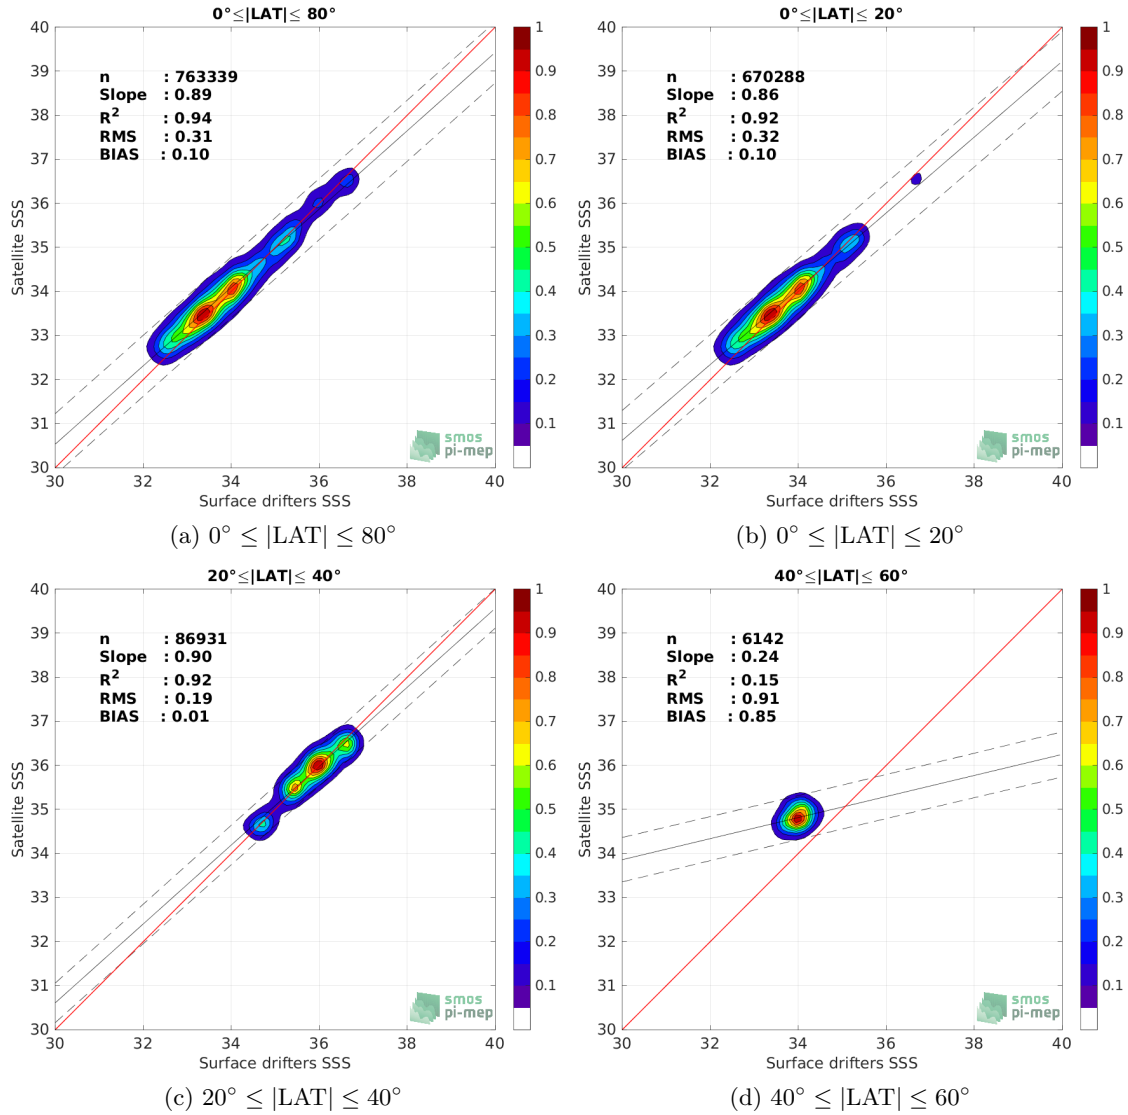 0°≤|LAT|≤ 80°
40
39
38
37
36
35
34
33
32
31
30
Satellite SSS
n : 763339
Slope : 0.89
R² : 0.94
RMS : 0.31
BIAS : 0.10
smos
pi-mep
30 32 34 36 38 40
Surface drifters SSS
1
0.9
0.8
0.7
0.6
0.5
0.4
0.3
0.2
0.1
(a) 0° ≤ |LAT| ≤ 80°
0°≤|LAT|≤ 20°
40
39
38
37
36
35
34
33
32
31
30
Satellite SSS
n : 670288
Slope : 0.86
R² : 0.92
RMS : 0.32
BIAS : 0.10
smos
pi-mep
30 32 34 36 38 40
Surface drifters SSS
1
0.9
0.8
0.7
0.6
0.5
0.4
0.3
0.2
0.1
(b) 0° ≤ |LAT| ≤ 20°
20°≤|LAT|≤ 40°
40
39
38
37
36
35
34
33
32
31
30
Satellite SSS
n : 86931
Slope : 0.90
R² : 0.92
RMS : 0.19
BIAS : 0.01
smos
pi-mep
30 32 34 36 38 40
Surface drifters SSS
1
0.9
0.8
0.7
0.6
0.5
0.4
0.3
0.2
0.1
(c) 20° ≤ |LAT| ≤ 40°
40°≤|LAT|≤ 60°
40
39
38
37
36
35
34
33
32
31
30
Satellite SSS
n : 6142
Slope : 0.24
R² : 0.15
RMS : 0.91
BIAS : 0.85
smos
pi-mep
30 32 34 36 38 40
Surface drifters SSS
1
0.9
0.8
0.7
0.6
0.5
0.4
0.3
0.2
0.1
(d) 40° ≤ |LAT| ≤ 60°